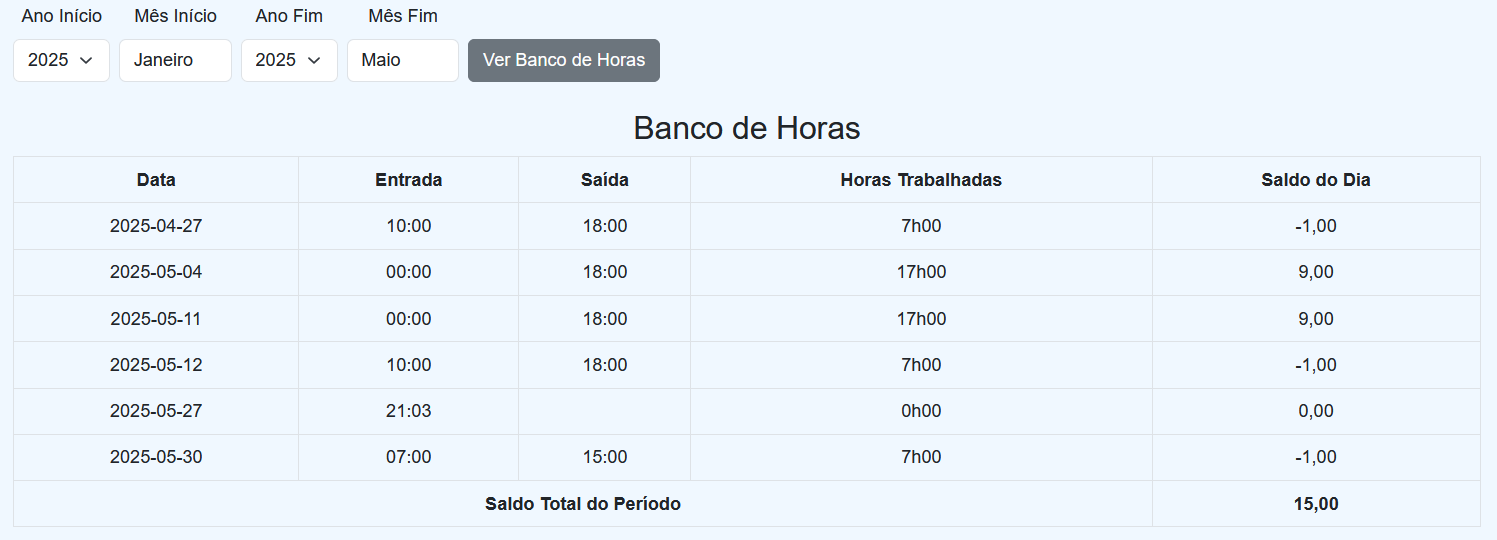 Ano Início Mês Início Ano Fim Mês Fim
2025 Janeiro 2025 Maio Ver Banco de Horas
Banco de Horas
Data Entrada Saída Horas Trabalhadas Saldo do Dia
2025-04-27 10:00 18:00 7h00 -1,00
2025-05-04 00:00 18:00 17h00 9,00
2025-05-11 00:00 18:00 17h00 9,00
2025-05-12 10:00 18:00 7h00 -1,00
2025-05-27 21:03 0h00 0,00
2025-05-30 07:00 15:00 7h00 -1,00
Saldo Total do Período 15,00